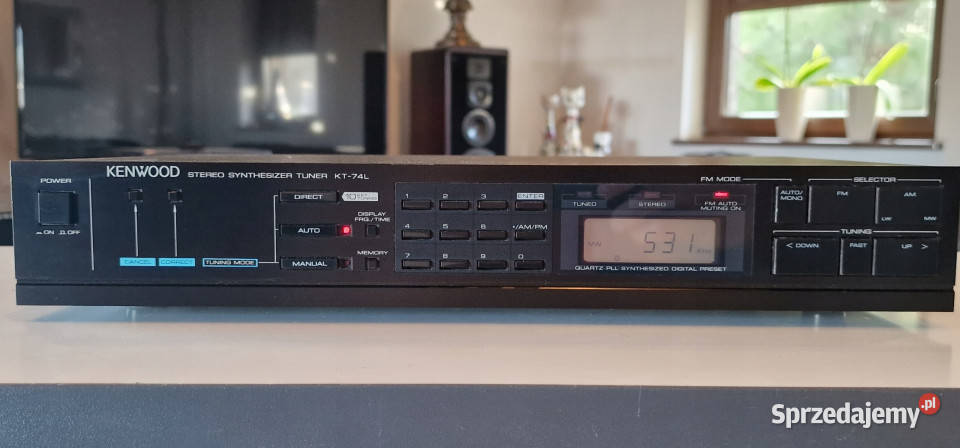 KENWOOD STEREO SYNTHESIZER TUNER KT-74L
POWER
ON OFF
CANCEL CORRECT TUNING MODE
DIRECT
AUTO
MANUAL
DISPLAY
FRQ./TIME
MEMORY
1 2 3 ENTER
4 5 6 •/AM/PM
7 8 9 0
TUNED STEREO FM AUTO
MUTING ON
MW 531 kHz
QUARTZ PLL SYNTHESIZED DIGITAL PRESET
FM MODE
AUTO/
MONO
SELECTOR
FM AM
LW MW
TUNING
< DOWN FAST UP >
Sprzedajemy.pl